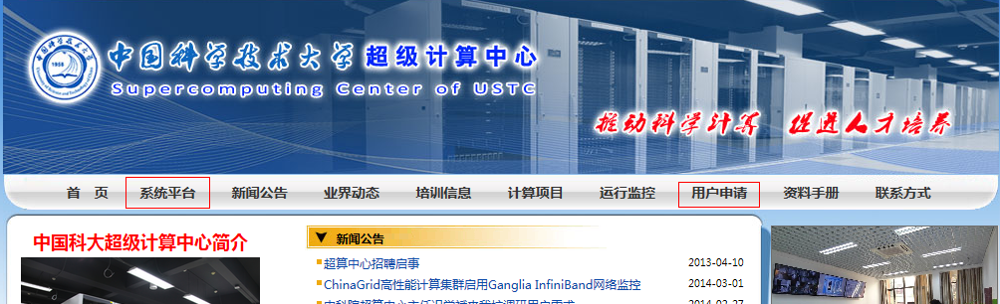 中国科学技术大学 超级计算中心
Supercomputing Center of USTC
推动科学计算 促进人才培养
首 页 系统平台 新闻公告 业界动态 培训信息 计算项目 运行监控 用户申请 资料手册 联系方式
中国科大超级计算中心简介
新闻公告
超算中心招聘启事 2013-04-10
ChinaGrid高性能计算集群启用Ganglia InfiniBand网络监控 2014-03-01
2014-02-27